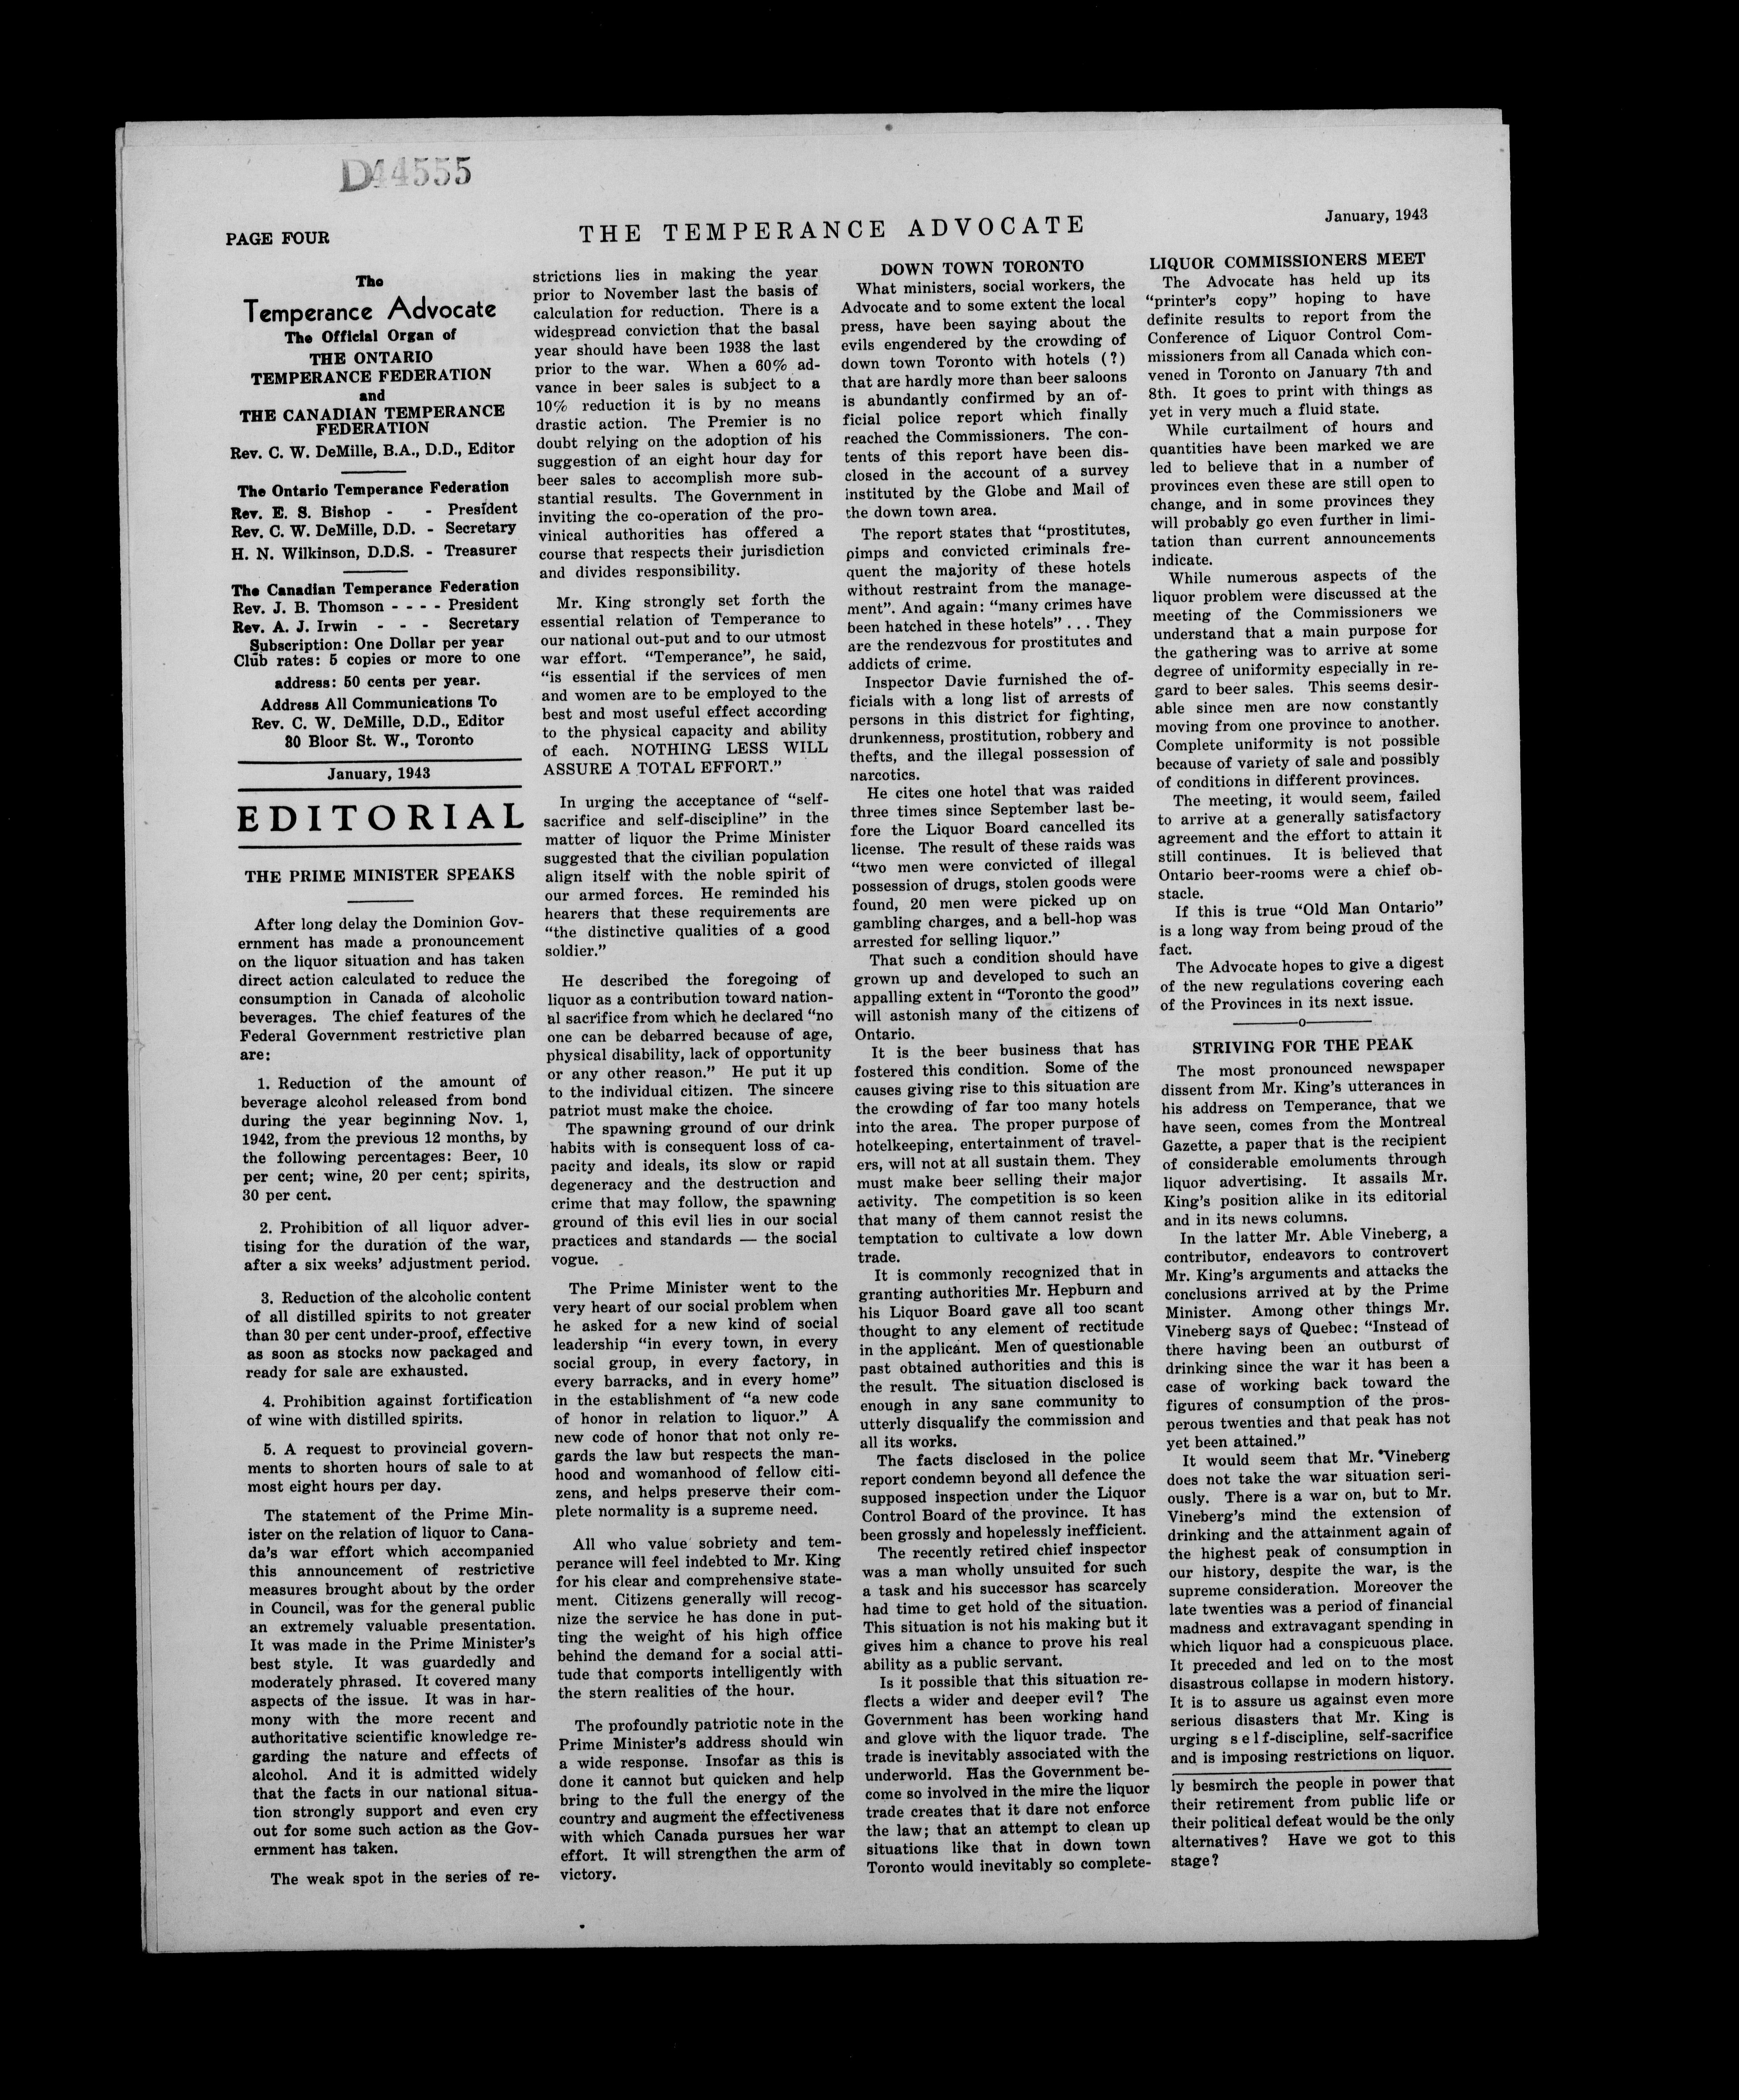 D44555
PAGE FOUR
THE TEMPERANCE ADVOCATE
January, 1943
The
Temperance Advocate
The Official Organ of
THE ONTARIO
TEMPERANCE FEDERATION
and
THE CANADIAN TEMPERANCE
FEDERATION
Rev. C. W. DeMille, B.A., D.D., Editor
The Ontario Temperance Federation
Rev. E. S. Bishop - - President
Rev. C. W. DeMille, D.D. - Secretary
H. N. Wilkinson, D.D.S. - Treasurer
The Canadian Temperance Federation
Rev. J. B. Thomson - - - - President
Rev. A. J. Irwin - - - Secretary
Subscription: One Dollar per year
Club rates: 5 copies or more to one
address: 50 cents per year.
Address All Communications To
Rev. C. W. DeMille, D.D., Editor
30 Bloor St. W., Toronto
January, 1943
EDITORIAL
THE PRIME MINISTER SPEAKS
After long delay the Dominion Gov-
ernment has made a pronouncement
on the liquor situation and has taken
direct action calculated to reduce the
consumption in Canada of alcoholic
beverages. The chief features of the
Federal Government restrictive plan
are:
1. Reduction of the amount of
beverage alcohol released from bond
during the year beginning Nov. 1,
1942, from the previous 12 months, by
the following percentages: Beer, 10
per cent; wine, 20 per cent; spirits,
30 per cent.
2. Prohibition of all liquor adver-
tising for the duration of the war,
after a six weeks' adjustment period.
3. Reduction of the alcoholic content
of all distilled spirits to not greater
than 30 per cent under-proof, effective
as soon as stocks now packaged and
ready for sale are exhausted.
4. Prohibition against fortification
of wine with distilled spirits.
5. A request to provincial govern-
ments to shorten hours of sale to at
most eight hours per day.
The statement of the Prime Min-
ister on the relation of liquor to Cana-
da's war effort which accompanied
this announcement of restrictive
measures brought about by the order
in Council, was for the general public
an extremely valuable presentation.
It was made in the Prime Minister's
best style. It was guardedly and
moderately phrased. It covered many
aspects of the issue. It was in har-
mony with the more recent and
authoritative scientific knowledge re-
garding the nature and effects of
alcohol. And it is admitted widely
that the facts in our national situa-
tion strongly support and even cry
out for some such action as the Gov-
ernment has taken.
The weak spot in the series of re-
strictions lies in making the year
prior to November last the basis of
calculation for reduction. There is a
widespread conviction that the basal
year should have been 1938 the last
prior to the war. When a 60% ad-
vance in beer sales is subject to a
10% reduction it is by no means
drastic action. The Premier is no
doubt relying on the adoption of his
suggestion of an eight hour day for
beer sales to accomplish more sub-
stantial results. The Government in
inviting the co-operation of the pro-
vinical authorities has offered a
course that respects their jurisdiction
and divides responsibility.
Mr. King strongly set forth the
essential relation of Temperance to
our national out-put and to our utmost
war effort. "Temperance", he said,
"is essential if the services of men
and women are to be employed to the
best and most useful effect according
to the physical capacity and ability
of each. NOTHING LESS WILL
ASSURE A TOTAL EFFORT."
In urging the acceptance of "self-
sacrifice and self-discipline" in the
matter of liquor the Prime Minister
suggested that the civilian population
align itself with the noble spirit of
our armed forces. He reminded his
hearers that these requirements are
"the distinctive qualities of a good
soldier."
He described the foregoing of
liquor as a contribution toward nation-
al sacrifice from which he declared "no
one can be debarred because of age,
physical disability, lack of opportunity
or any other reason." He put it up
to the individual citizen. The sincere
patriot must make the choice.
The spawning ground of our drink
habits with is consequent loss of ca-
pacity and ideals, its slow or rapid
degeneracy and the destruction and
crime that may follow, the spawning
ground of this evil lies in our social
practices and standards — the social
vogue.
The Prime Minister went to the
very heart of our social problem when
he asked for a new kind of social
leadership "in every town, in every
social group, in every factory, in
every barracks, and in every home"
in the establishment of "a new code
of honor in relation to liquor." A
new code of honor that not only re-
gards the law but respects the man-
hood and womanhood of fellow citi-
zens, and helps preserve their com-
plete normality is a supreme need.
All who value sobriety and tem-
perance will feel indebted to Mr. King
for his clear and comprehensive state-
ment. Citizens generally will recog-
nize the service he has done in put-
ting the weight of his high office
behind the demand for a social atti-
tude that comports intelligently with
the stern realities of the hour.
The profoundly patriotic note in the
Prime Minister's address should win
a wide response. Insofar as this is
done it cannot but quicken and help
bring to the full the energy of the
country and augment the effectiveness
with which Canada pursues her war
effort. It will strengthen the arm of
victory.
DOWN TOWN TORONTO
What ministers, social workers, the
Advocate and to some extent the local
press, have been saying about the
evils engendered by the crowding of
down town Toronto with hotels (?)
that are hardly more than beer saloons
is abundantly confirmed by an of-
ficial police report which finally
reached the Commissioners. The con-
tents of this report have been dis-
closed in the account of a survey
instituted by the Globe and Mail of
the down town area.
The report states that "prostitutes,
pimps and convicted criminals fre-
quent the majority of these hotels
without restraint from the manage-
ment". And again: "many crimes have
been hatched in these hotels" . . . They
are the rendezvous for prostitutes and
addicts of crime.
Inspector Davie furnished the of-
ficials with a long list of arrests of
persons in this district for fighting,
drunkenness, prostitution, robbery and
thefts, and the illegal possession of
narcotics.
He cites one hotel that was raided
three times since September last be-
fore the Liquor Board cancelled its
license. The result of these raids was
"two men were convicted of illegal
possession of drugs, stolen goods were
found, 20 men were picked up on
gambling charges, and a bell-hop was
arrested for selling liquor."
That such a condition should have
grown up and developed to such an
appalling extent in "Toronto the good"
will astonish many of the citizens of
Ontario.
It is the beer business that has
fostered this condition. Some of the
causes giving rise to this situation are
the crowding of far too many hotels
into the area. The proper purpose of
hotelkeeping, entertainment of travel-
ers, will not at all sustain them. They
must make beer selling their major
activity. The competition is so keen
that many of them cannot resist the
temptation to cultivate a low down
trade.
It is commonly recognized that in
granting authorities Mr. Hepburn and
his Liquor Board gave all too scant
thought to any element of rectitude
in the applicant. Men of questionable
past obtained authorities and this is
the result. The situation disclosed is
enough in any sane community to
utterly disqualify the commission and
all its works.
The facts disclosed in the police
report condemn beyond all defence the
supposed inspection under the Liquor
Control Board of the province. It has
been grossly and hopelessly inefficient.
The recently retired chief inspector
was a man wholly unsuited for such
a task and his successor has scarcely
had time to get hold of the situation.
This situation is not his making but it
gives him a chance to prove his real
ability as a public servant.
Is it possible that this situation re-
flects a wider and deeper evil? The
Government has been working hand
and glove with the liquor trade. The
trade is inevitably associated with the
underworld. Has the Government be-
come so involved in the mire the liquor
trade creates that it dare not enforce
the law; that an attempt to clean up
situations like that in down town
Toronto would inevitably so complete-
LIQUOR COMMISSIONERS MEET
The Advocate has held up its
"printer's copy" hoping to have
definite results to report from the
Conference of Liquor Control Com-
missioners from all Canada which con-
vened in Toronto on January 7th and
8th. It goes to print with things as
yet in very much a fluid state.
While curtailment of hours and
quantities have been marked we are
led to believe that in a number of
provinces even these are still open to
change, and in some provinces they
will probably go even further in limi-
tation than current announcements
indicate.
While numerous aspects of the
liquor problem were discussed at the
meeting of the Commissioners we
understand that a main purpose for
the gathering was to arrive at some
degree of uniformity especially in re-
gard to beer sales. This seems desir-
able since men are now constantly
moving from one province to another.
Complete uniformity is not possible
because of variety of sale and possibly
of conditions in different provinces.
The meeting, it would seem, failed
to arrive at a generally satisfactory
agreement and the effort to attain it
still continues. It is believed that
Ontario beer-rooms were a chief ob-
stacle.
If this is true "Old Man Ontario"
is a long way from being proud of the
fact.
The Advocate hopes to give a digest
of the new regulations covering each
of the Provinces in its next issue.
o
STRIVING FOR THE PEAK
The most pronounced newspaper
dissent from Mr. King's utterances in
his address on Temperance, that we
have seen, comes from the Montreal
Gazette, a paper that is the recipient
of considerable emoluments through
liquor advertising. It assails Mr.
King's position alike in its editorial
and in its news columns.
In the latter Mr. Able Vineberg, a
contributor, endeavors to controvert
Mr. King's arguments and attacks the
conclusions arrived at by the Prime
Minister. Among other things Mr.
Vineberg says of Quebec: "Instead of
there having been an outburst of
drinking since the war it has been a
case of working back toward the
figures of consumption of the pros-
perous twenties and that peak has not
yet been attained."
It would seem that Mr. Vineberg
does not take the war situation seri-
ously. There is a war on, but to Mr.
Vineberg's mind the extension of
drinking and the attainment again of
the highest peak of consumption in
our history, despite the war, is the
supreme consideration. Moreover the
late twenties was a period of financial
madness and extravagant spending in
which liquor had a conspicuous place.
It preceded and led on to the most
disastrous collapse in modern history.
It is to assure us against even more
serious disasters that Mr. King is
urging self-discipline, self-sacrifice
and is imposing restrictions on liquor.
ly besmirch the people in power that
their retirement from public life or
their political defeat would be the only
alternatives? Have we got to this
stage?